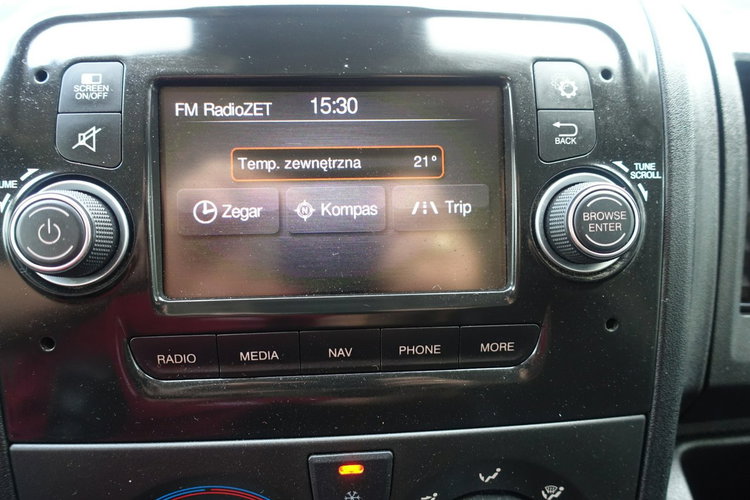 SCREEN
ON/OFF
FM RadioZET 15:30
Temp. zewnętrzna 21°
Zegar
N
Kompas
Trip
BACK
TUNE
SCROLL
BROWSE
ENTER
RADIO
MEDIA
NAV
PHONE
MORE